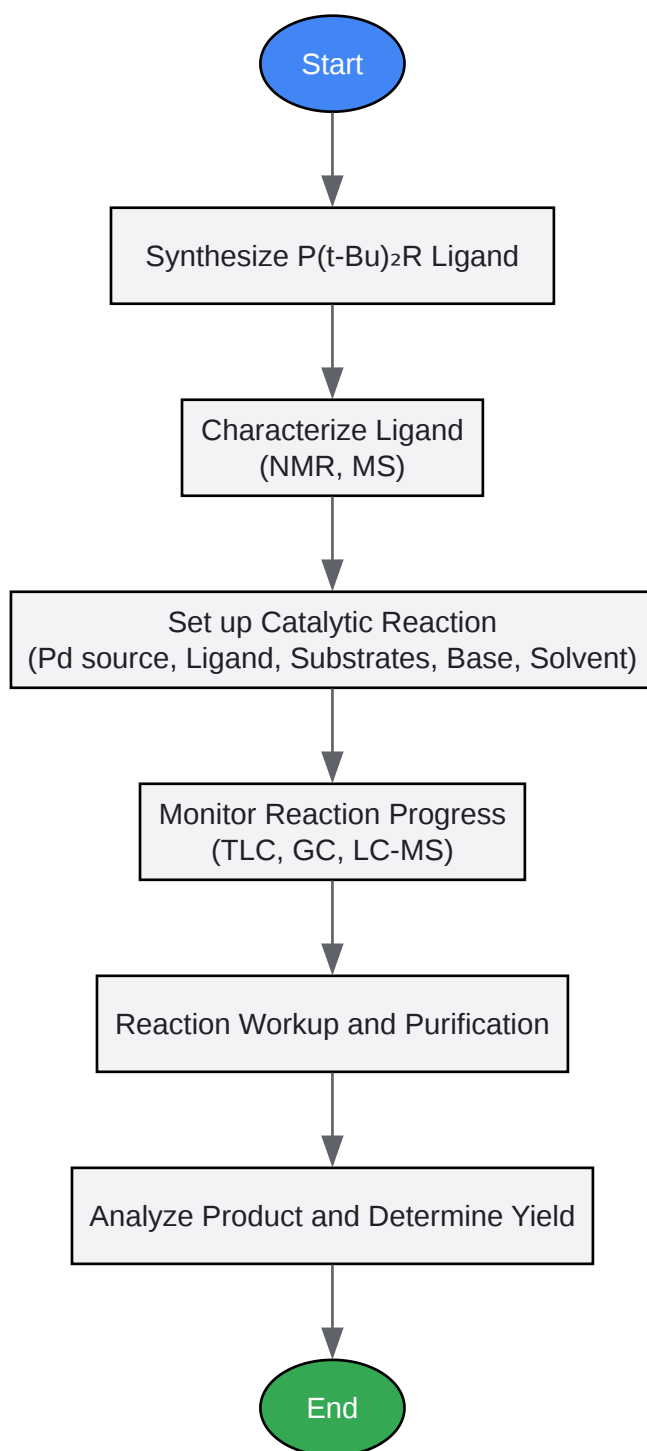 Start
Synthesize P(t-Bu)₂R Ligand
Characterize Ligand
(NMR, MS)
Set up Catalytic Reaction
(Pd source, Ligand, Substrates, Base, Solvent)
Monitor Reaction Progress
(TLC, GC, LC-MS)
Reaction Workup and Purification
Analyze Product and Determine Yield
End